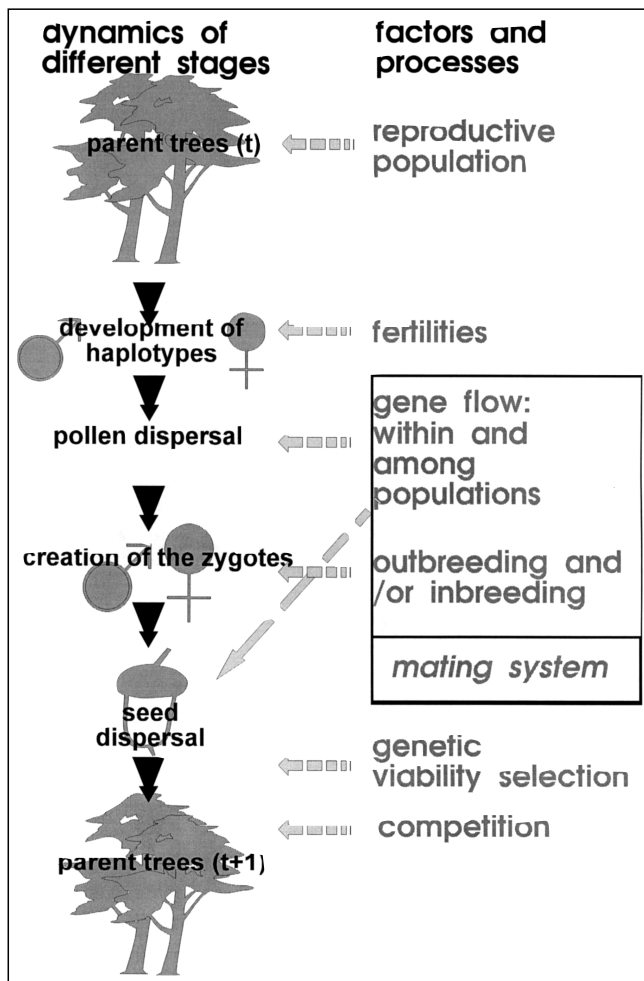 dynamics of
different stages
factors and
processes
parent trees (t)
reproductive
population
development of
haplotypes
fertilities
pollen dispersal
gene flow:
within and
among
populations
creation of the zygotes
outbreeding and
/or inbreeding
mating system
seed
dispersal
genetic
viability selection
competition
parent trees (t+1)